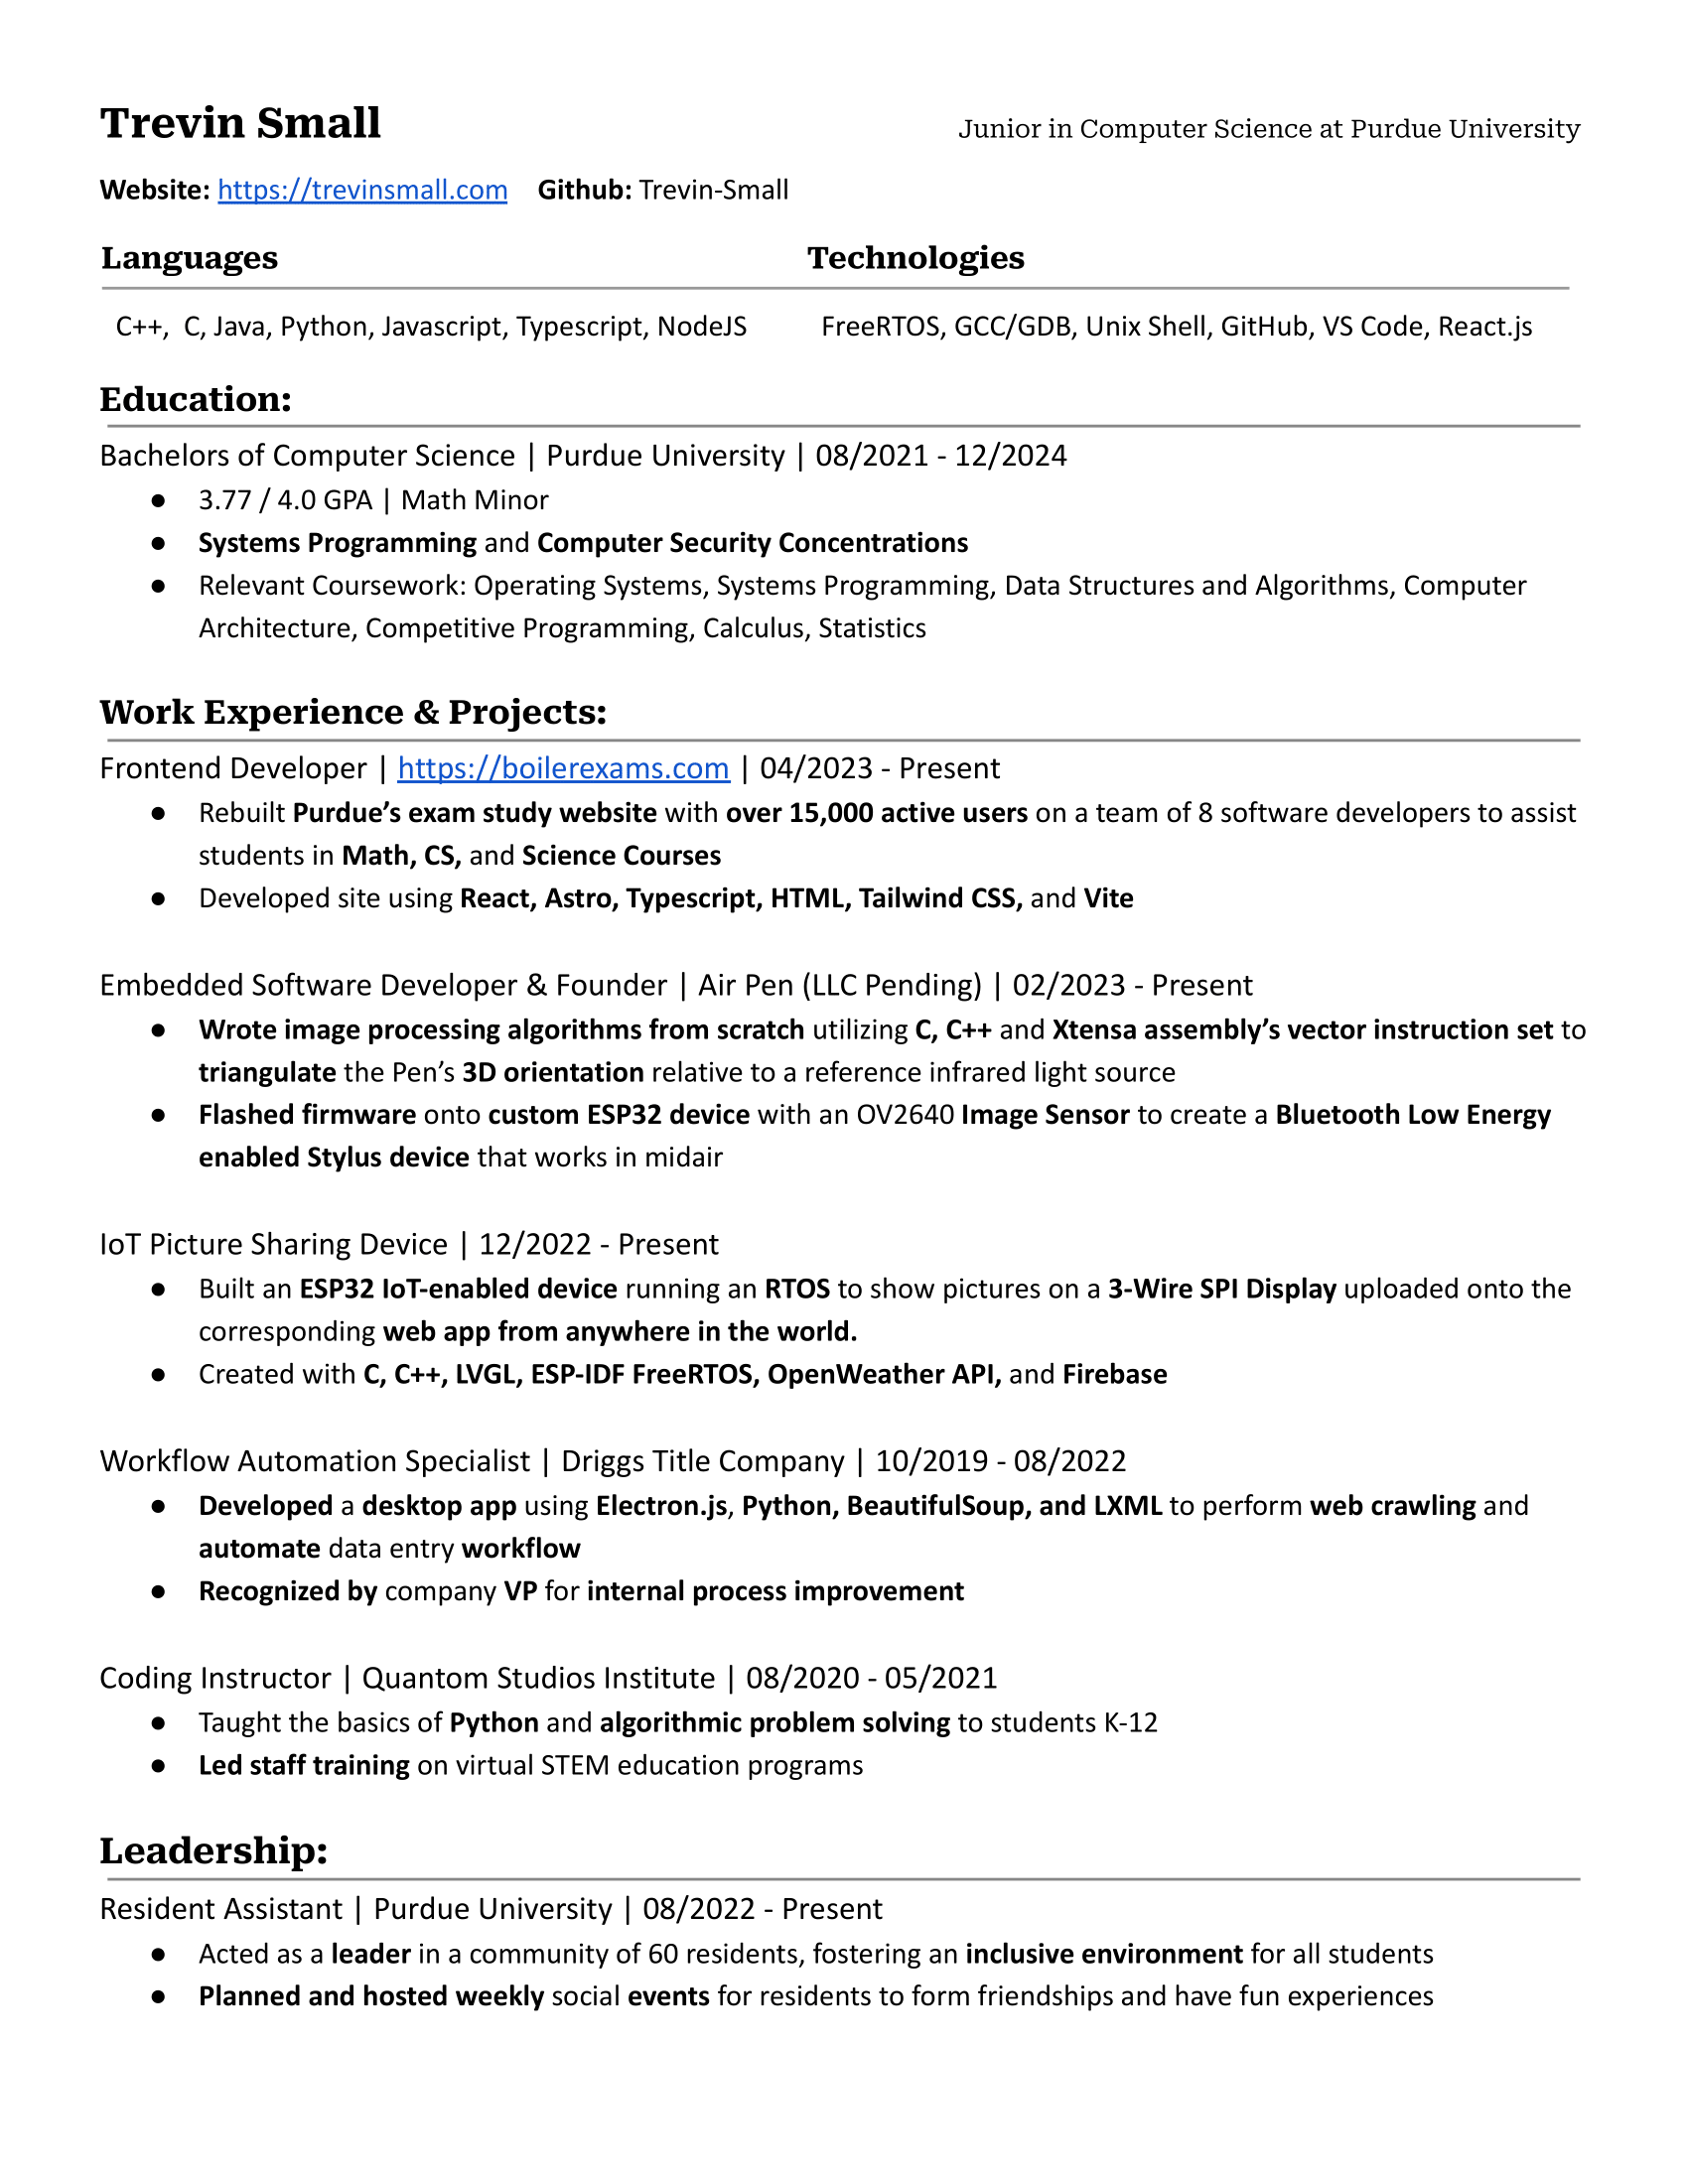 Trevin Small
Junior in Computer Science at Purdue University
Website: https://trevinsmall.com Github: Trevin-Small
Languages
Technologies
C++, C, Java, Python, Javascript, Typescript, NodeJS
FreeRTOS, GCC/GDB, Unix Shell, GitHub, VS Code, React.js
Education:
Bachelors of Computer Science | Purdue University | 08/2021 - 12/2024
● 3.77 / 4.0 GPA | Math Minor
● Systems Programming and Computer Security Concentrations
● Relevant Coursework: Operating Systems, Systems Programming, Data Structures and Algorithms, Computer
Architecture, Competitive Programming, Calculus, Statistics
Work Experience & Projects:
Frontend Developer | https://boilerexams.com | 04/2023 - Present
● Rebuilt Purdue’s exam study website with over 15,000 active users on a team of 8 software developers to assist
students in Math, CS, and Science Courses
● Developed site using React, Astro, Typescript, HTML, Tailwind CSS, and Vite
Embedded Software Developer & Founder | Air Pen (LLC Pending) | 02/2023 - Present
● Wrote image processing algorithms from scratch utilizing C, C++ and Xtensa assembly’s vector instruction set to
triangulate the Pen’s 3D orientation relative to a reference infrared light source
● Flashed firmware onto custom ESP32 device with an OV2640 Image Sensor to create a Bluetooth Low Energy
enabled Stylus device that works in midair
IoT Picture Sharing Device | 12/2022 - Present
● Built an ESP32 IoT-enabled device running an RTOS to show pictures on a 3-Wire SPI Display uploaded onto the
corresponding web app from anywhere in the world.
● Created with C, C++, LVGL, ESP-IDF FreeRTOS, OpenWeather API, and Firebase
Workflow Automation Specialist | Driggs Title Company | 10/2019 - 08/2022
● Developed a desktop app using Electron.js, Python, BeautifulSoup, and LXML to perform web crawling and
automate data entry workflow
● Recognized by company VP for internal process improvement
Coding Instructor | Quantom Studios Institute | 08/2020 - 05/2021
● Taught the basics of Python and algorithmic problem solving to students K-12
● Led staff training on virtual STEM education programs
Leadership:
Resident Assistant | Purdue University | 08/2022 - Present
● Acted as a leader in a community of 60 residents, fostering an inclusive environment for all students
● Planned and hosted weekly social events for residents to form friendships and have fun experiences